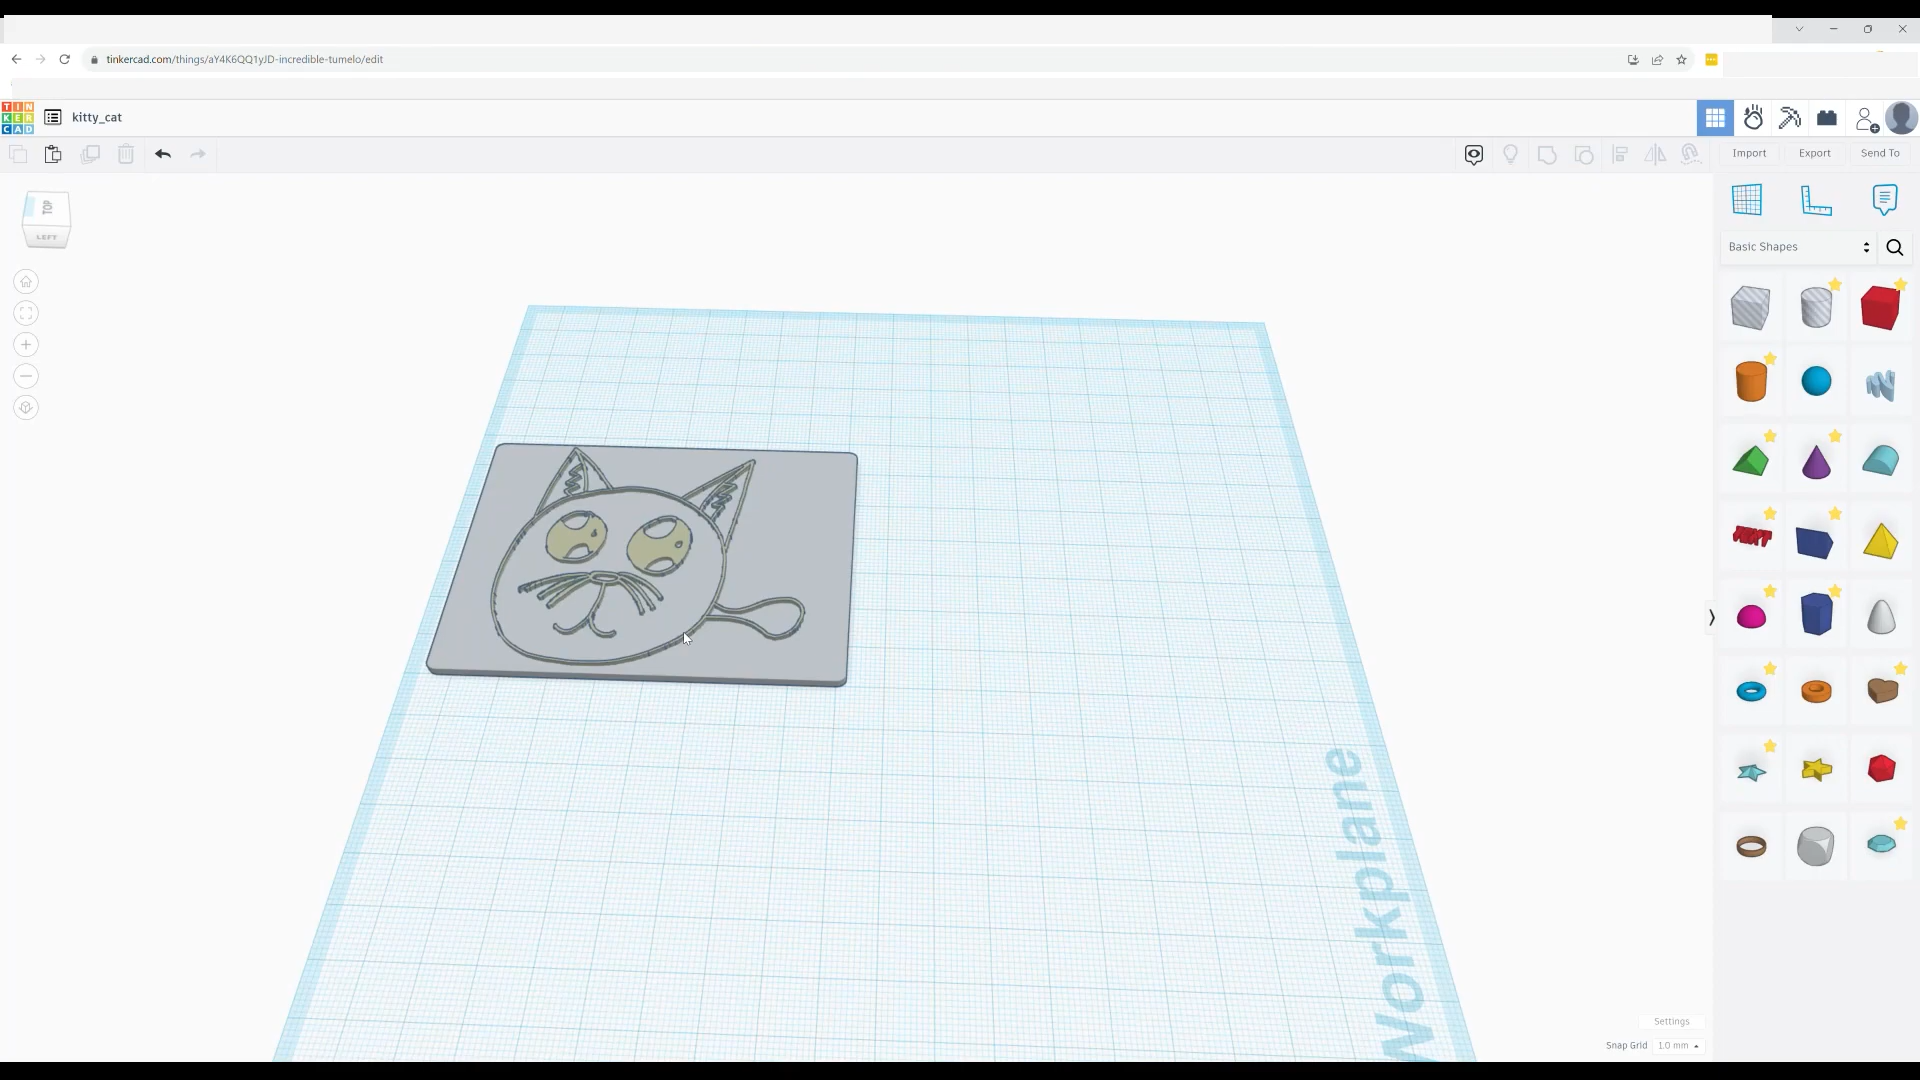 tinkercad.com/things/aY4K6QQ1yJD-incredible-tumelo/edit
TIN
KER
CAD
kitty_cat
Import
Export
Send To
TOP
LEFT
Basic Shapes
Workplane
Settings
Snap Grid 1.0 mm